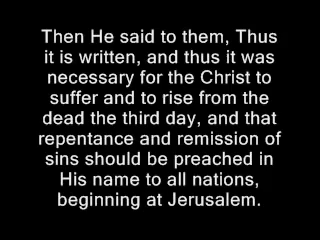 Then He said to them, Thus
it is written, and thus it was
necessary for the Christ to
suffer and to rise from the
dead the third day, and that
repentance and remission of
sins should be preached in
His name to all nations,
beginning at Jerusalem.